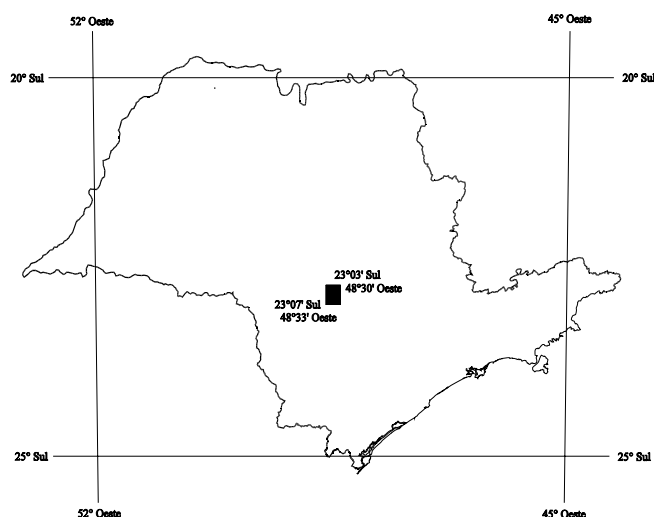 52° Oeste
45° Oeste
20° Sul
20° Sul
23°03' Sul
48°30' Oeste
23°07' Sul
48°33' Oeste
25° Sul
25° Sul
52° Oeste
45° Oeste